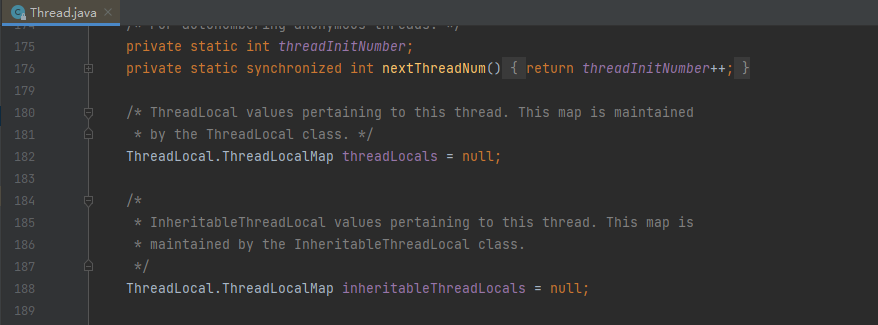 Thread.java
174 /* For autonumbering anonymous threads. */
175 private static int threadInitNumber;
176 private static synchronized int nextThreadNum() { return threadInitNumber++; }
179
180 /* ThreadLocal values pertaining to this thread. This map is maintained
181 * by the ThreadLocal class. */
182 ThreadLocal.ThreadLocalMap threadLocals = null;
183
184 /*
185 * InheritableThreadLocal values pertaining to this thread. This map is
186 * maintained by the InheritableThreadLocal class.
187 */
188 ThreadLocal.ThreadLocalMap inheritableThreadLocals = null;
189